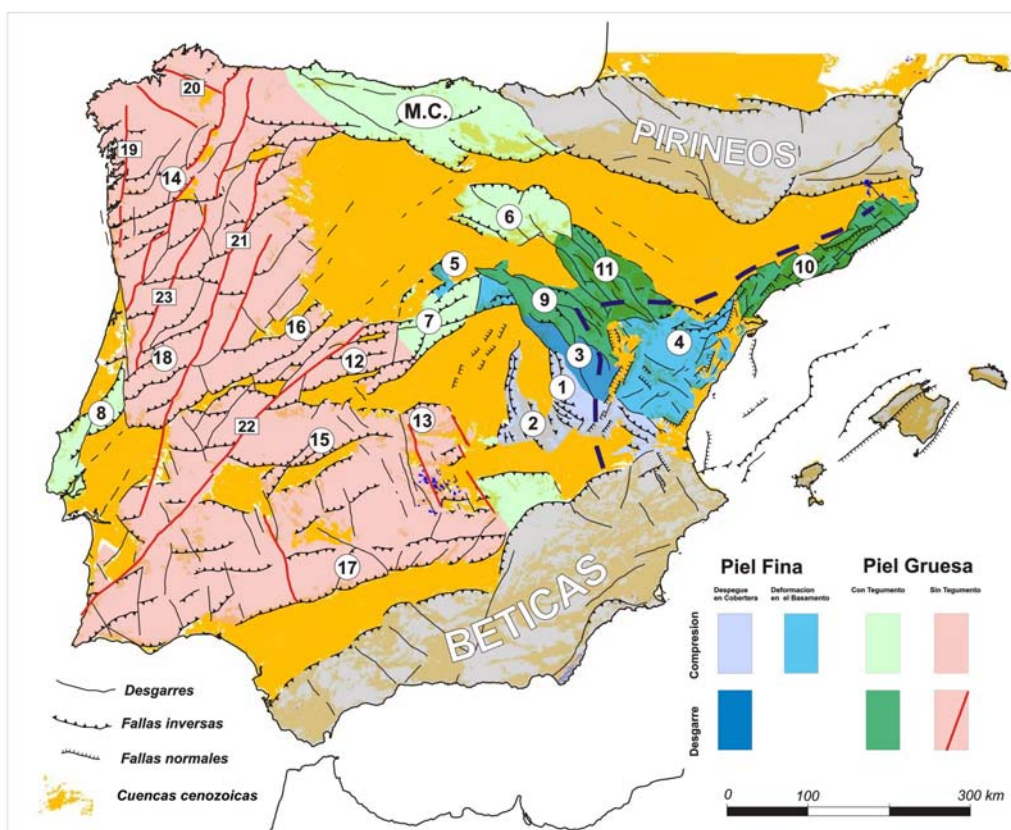 20
M.C.
PIRINEOS
19
14
6
21
11
10
5
9
23
16
7
4
12
3
18
1
8
13
2
22
15
17
BETICAS
Piel Fina
Piel Gruesa
Despegue
en Cobertera
Deformacion
en el Basamento
Con Tegumento
Sin Tegumento
Compresion
Desgarre
Desgarres
Fallas inversas
Fallas normales
Cuencas cenozoicas
0
100
300 km